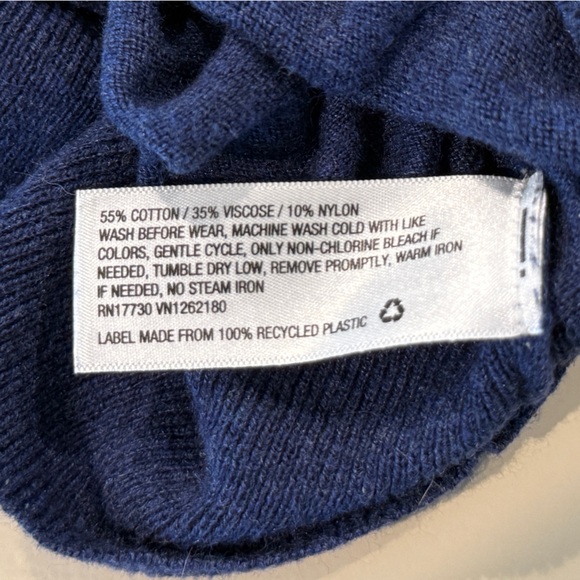 55% COTTON / 35% VISCOSE / 10% NYLON
WASH BEFORE WEAR, MACHINE WASH COLD WITH LIKE
COLORS, GENTLE CYCLE, ONLY NON-CHLORINE BLEACH IF
NEEDED, TUMBLE DRY LOW, REMOVE PROMPTLY, WARM IRON
IF NEEDED, NO STEAM IRON
RN17730 VN1262180
LABEL MADE FROM 100% RECYCLED PLASTIC